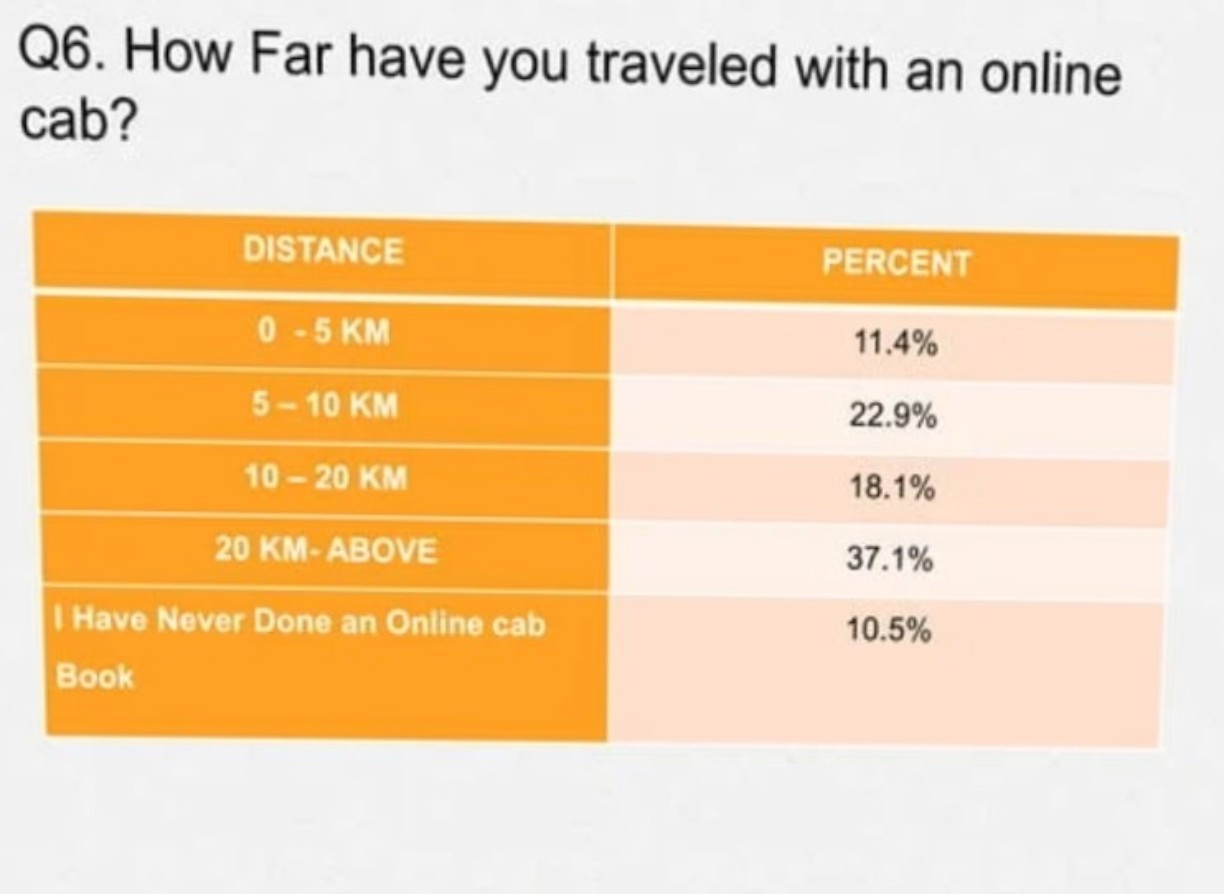 Q6. How Far have you traveled with an online
cab?
DISTANCE PERCENT
0 - 5 KM 11.4%
5 – 10 KM 22.9%
10 – 20 KM 18.1%
20 KM- ABOVE 37.1%
I Have Never Done an Online cab 10.5%
Book